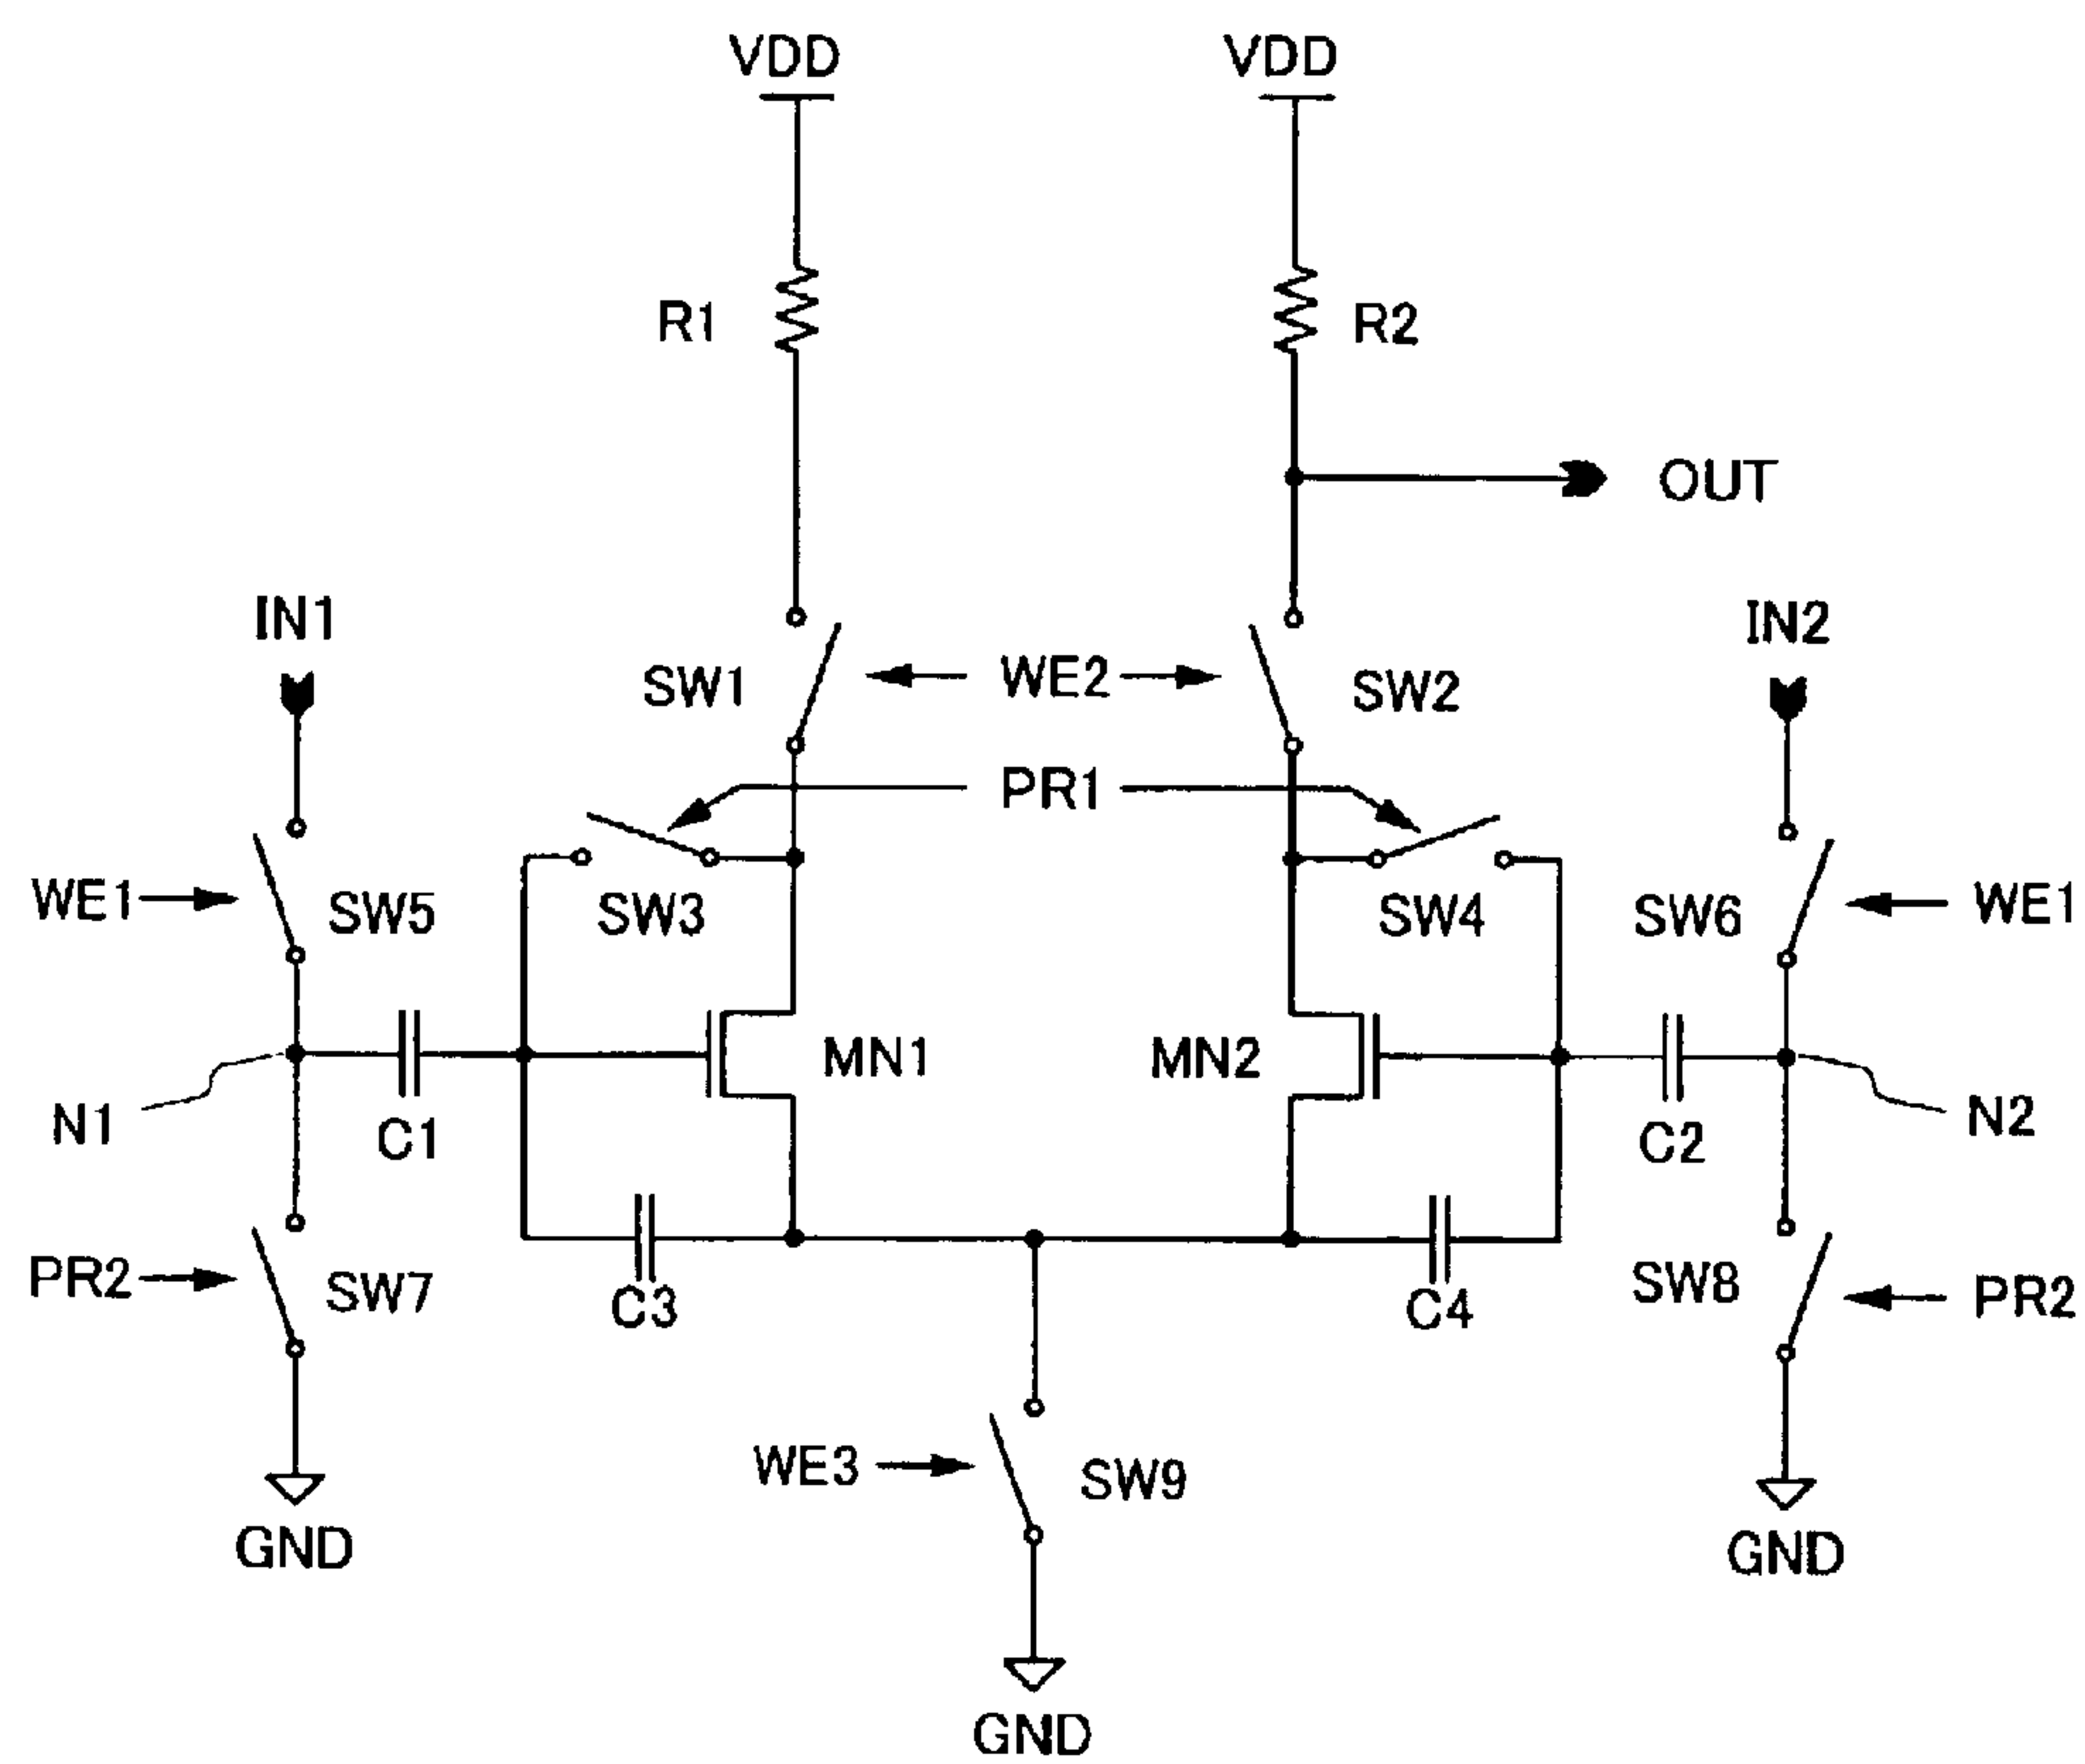 VDD VDD
R1 R2
OUT
IN1 IN2
SW1 WE2 SW2
PR1
WE1 SW5 SW3 SW4 SW6 WE1
MN1 MN2
N1 C1 C2 N2
PR2 SW7 C3 C4 SW8 PR2
WE3 SW9
GND GND
GND